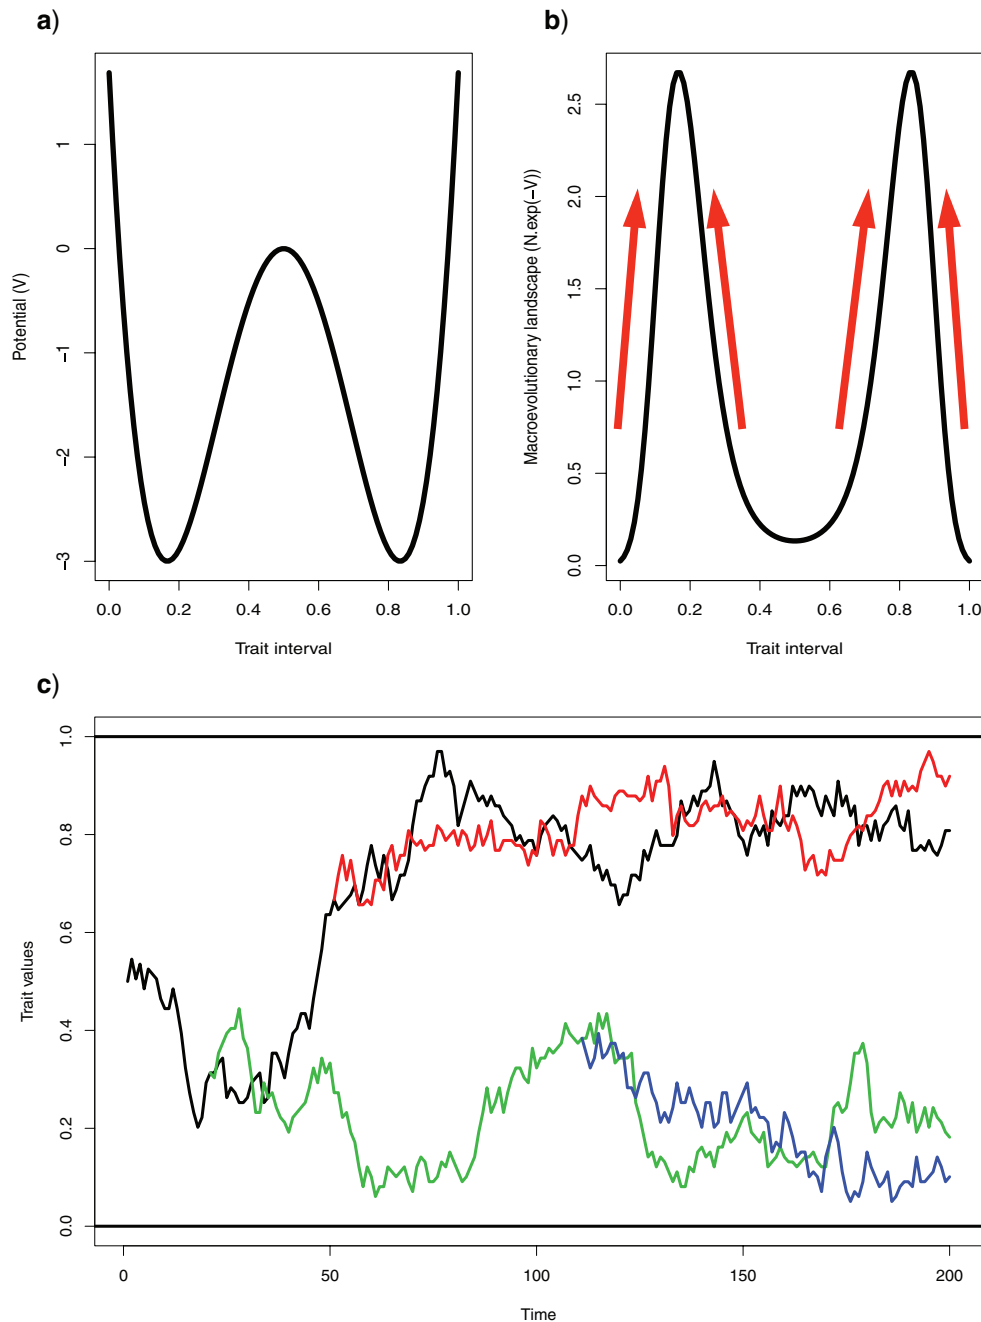 a)
Potential (V)
1
0
−1
−2
−3
0.0 0.2 0.4 0.6 0.8 1.0
Trait interval
b)
Macroevolutionary landscape (N.exp(−V))
2.5
2.0
1.5
1.0
0.5
0.0
0.0 0.2 0.4 0.6 0.8 1.0
Trait interval
c)
Trait values
1.0
0.8
0.6
0.4
0.2
0.0
0 50 100 150 200
Time